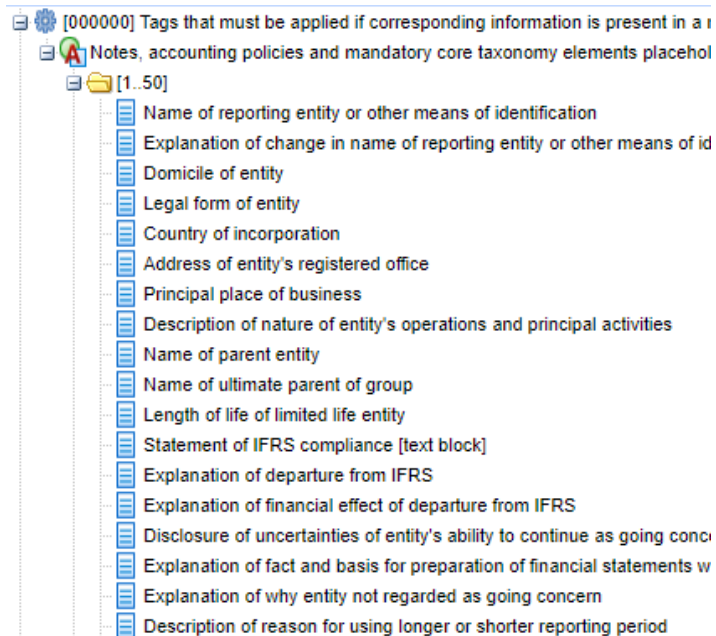 [000000] Tags that must be applied if corresponding information is present in a
Notes, accounting policies and mandatory core taxonomy elements
[1..50]
Name of reporting entity or other means of identification
Explanation of change in name of reporting entity or other means of
Domicile of entity
Legal form of entity
Country of incorporation
Address of entity's registered office
Principal place of business
Description of nature of entity's operations and principal activities
Name of parent entity
Name of ultimate parent of group
Length of life of limited life entity
Statement of IFRS compliance [text block]
Explanation of departure from IFRS
Explanation of financial effect of departure from IFRS
Disclosure of uncertainties of entity's ability to continue as going
Explanation of fact and basis for preparation of financial statements
Explanation of why entity not regarded as going concern
Description of reason for using longer or shorter reporting period